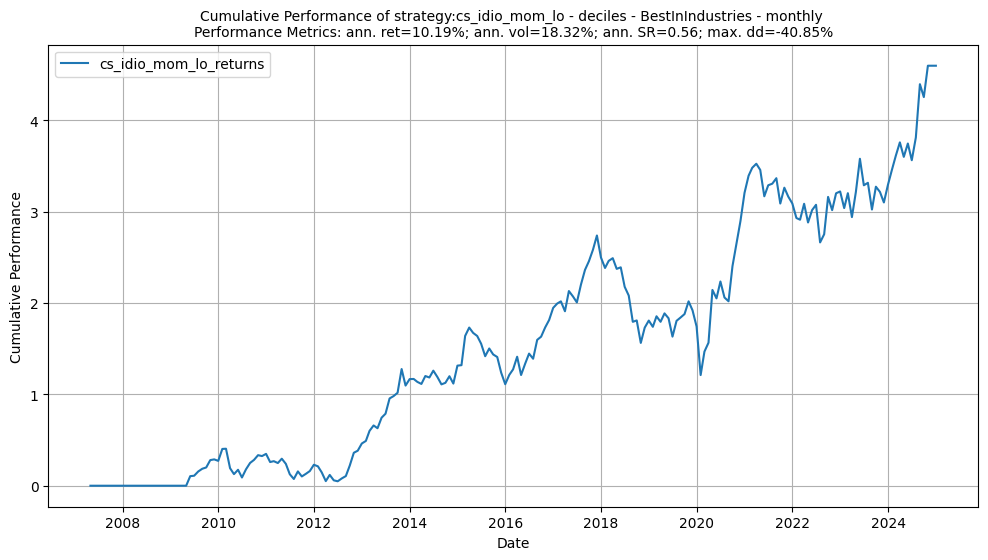 Cumulative Performance of strategy:cs_idio_mom_lo - deciles - BestInIndustries - monthly
Performance Metrics: ann. ret=10.19%; ann. vol=18.32%; ann. SR=0.56; max. dd=-40.85%
cs_idio_mom_lo_returns
Cumulative Performance
4
3
2
1
0
2008 2010 2012 2014 2016 2018 2020 2022 2024
Date